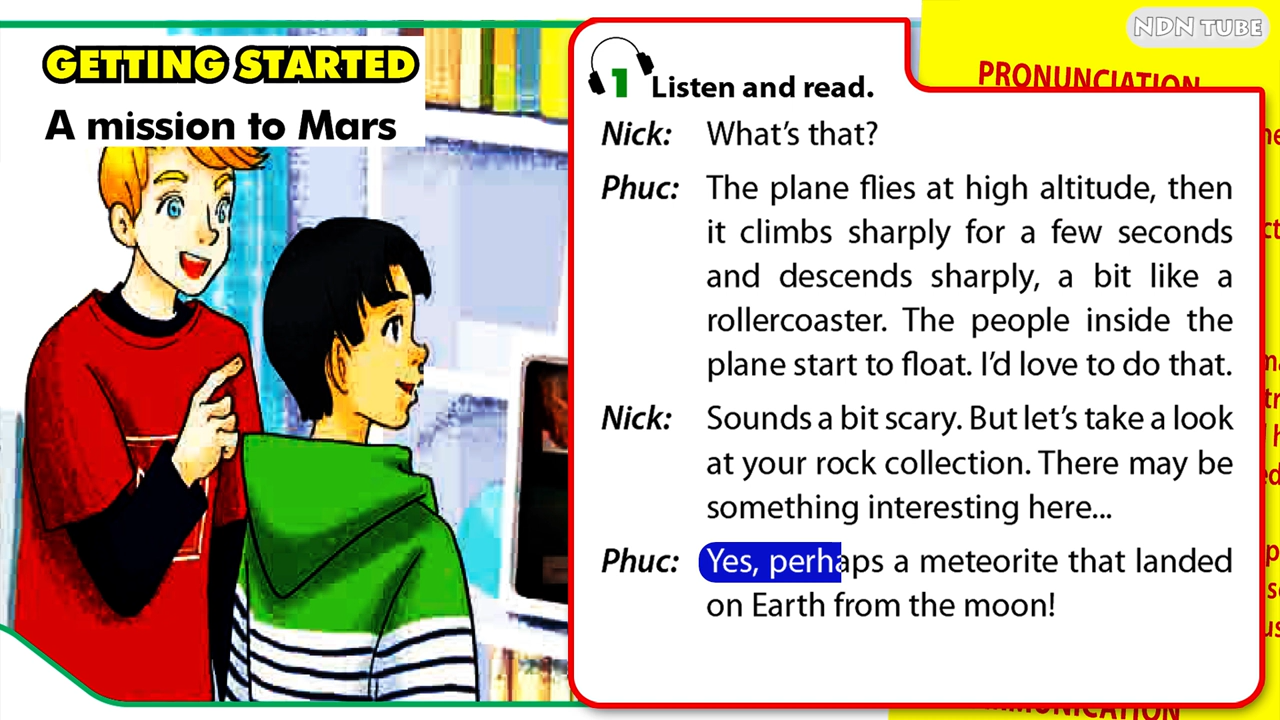 NDN TUBE
GETTING STARTED
A mission to Mars
PRONUNCIATION
1 Listen and read.
Nick: What's that?
Phuc: The plane flies at high altitude, then
it climbs sharply for a few seconds
and descends sharply, a bit like a
rollercoaster. The people inside the
plane start to float. I'd love to do that.
Nick: Sounds a bit scary. But let's take a look
at your rock collection. There may be
something interesting here...
Phuc: Yes, perhaps a meteorite that landed
on Earth from the moon!